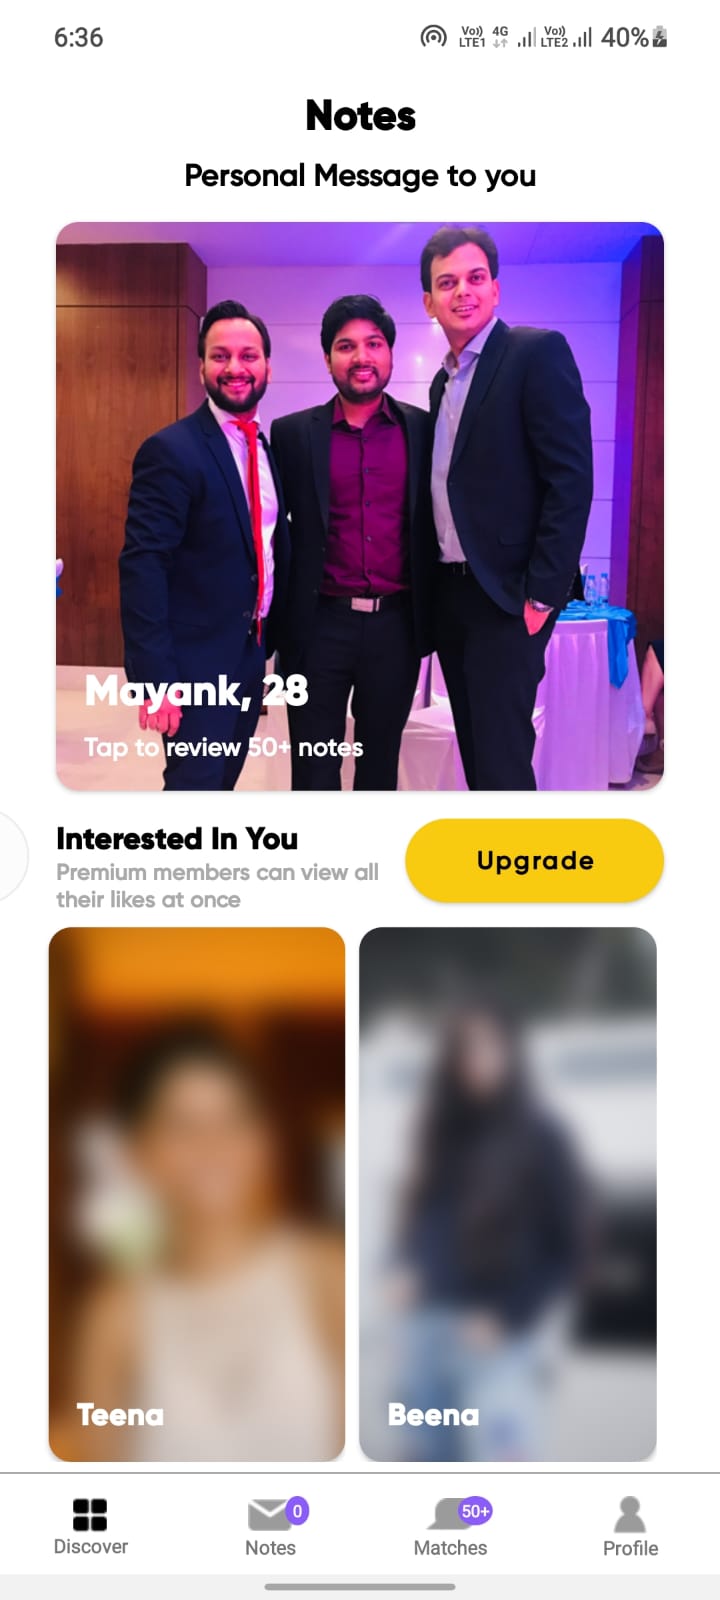 6:36
Vo)) LTE1 4G Vo)) LTE2 40%
Notes
Personal Message to you
Mayank, 28
Tap to review 50+ notes
Interested In You
Premium members can view all
their likes at once
Upgrade
Teena
Beena
0
50+
Discover
Notes
Matches
Profile